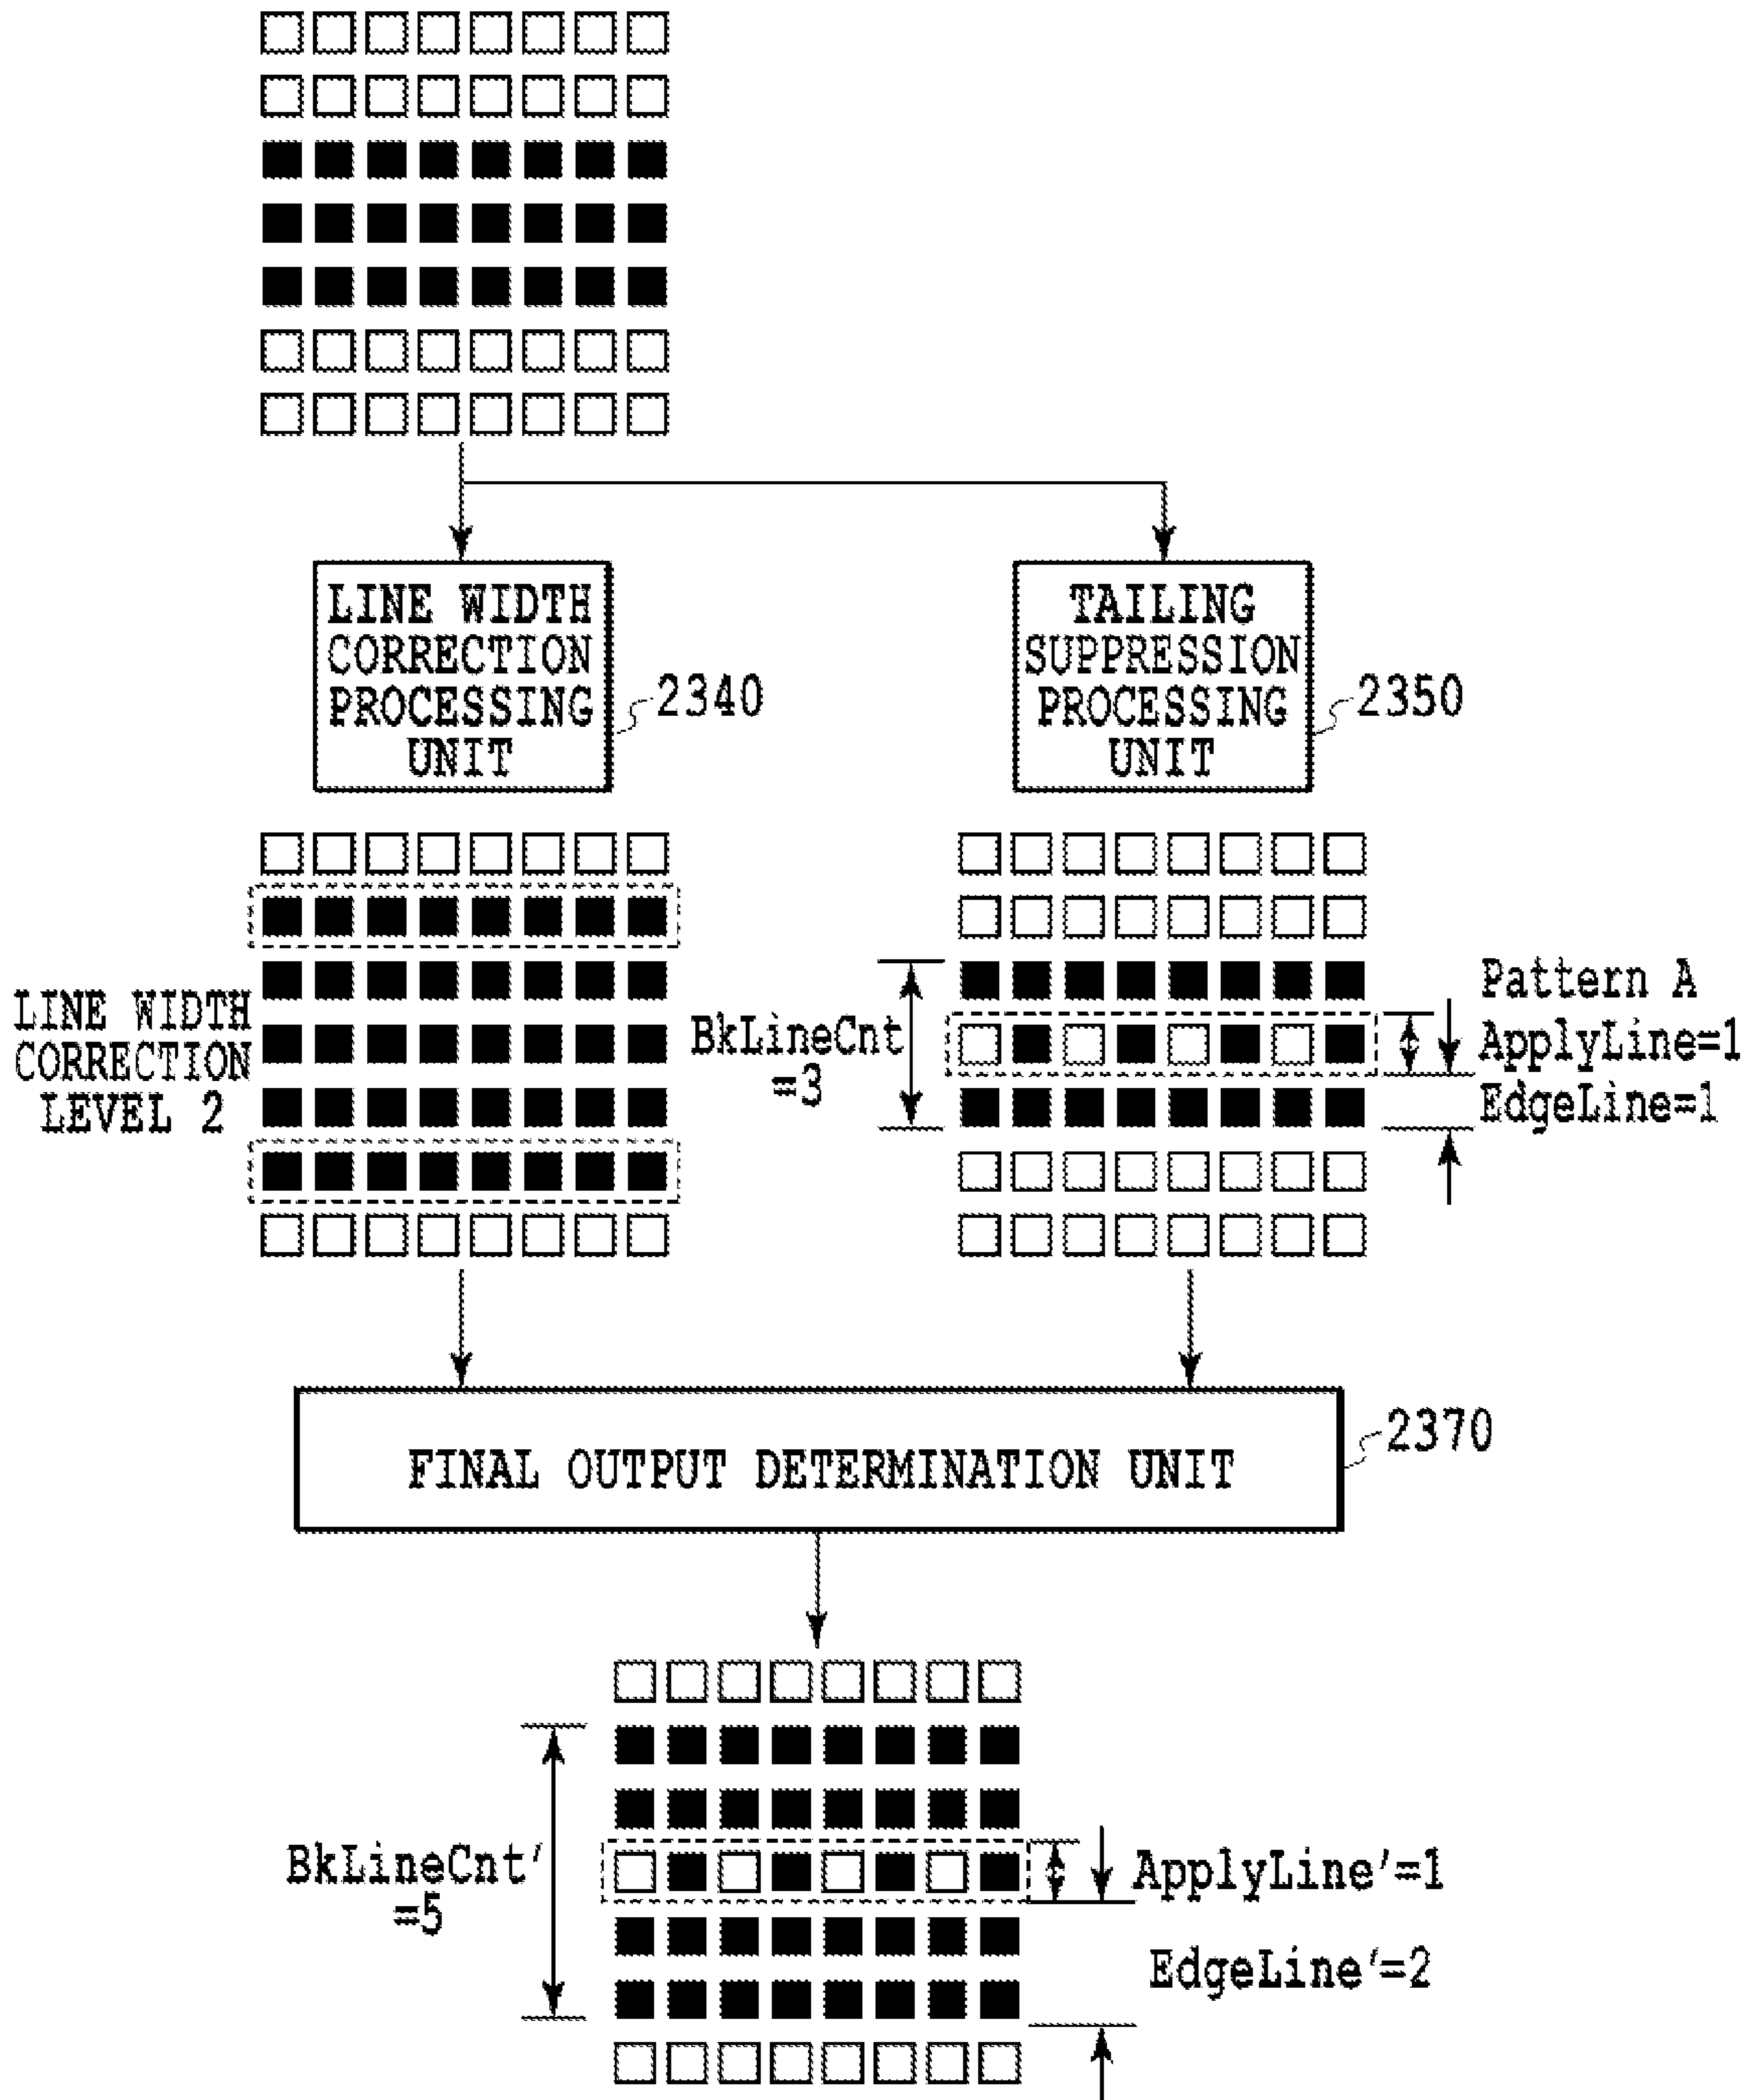 LINE WIDTH
CORRECTION
PROCESSING
UNIT
2340
TAILING
SUPPRESSION
PROCESSING
UNIT
2350
LINE WIDTH
CORRECTION
LEVEL 2
BkLineCnt
=3
Pattern A
ApplyLine=1
EdgeLine=1
FINAL OUTPUT DETERMINATION UNIT
2370
BkLineCnt′
=5
ApplyLine′=1
EdgeLine′=2